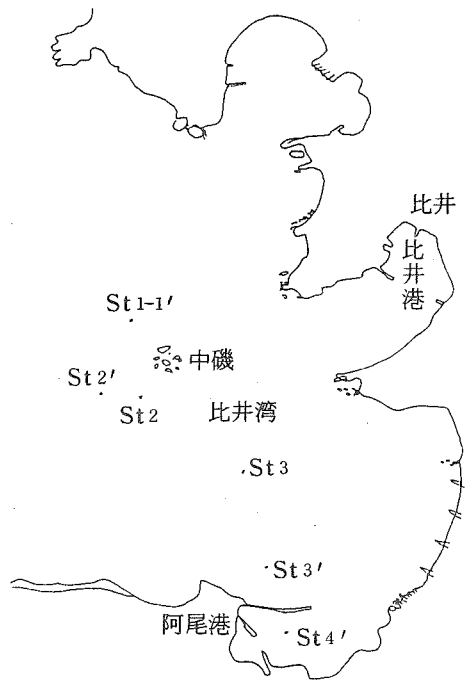 比井
比井港
St1-1′
中磯
St2′
St2
比井湾
St3
St3′
阿尾港
St4′